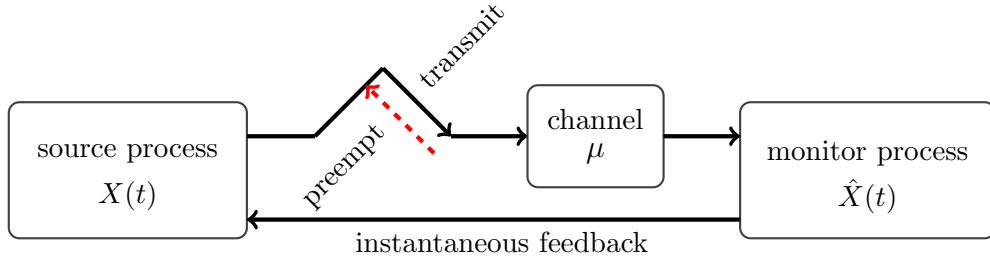 source process
X(t)
preempt
transmit
channel
μ
monitor process
X̂(t)
instantaneous feedback